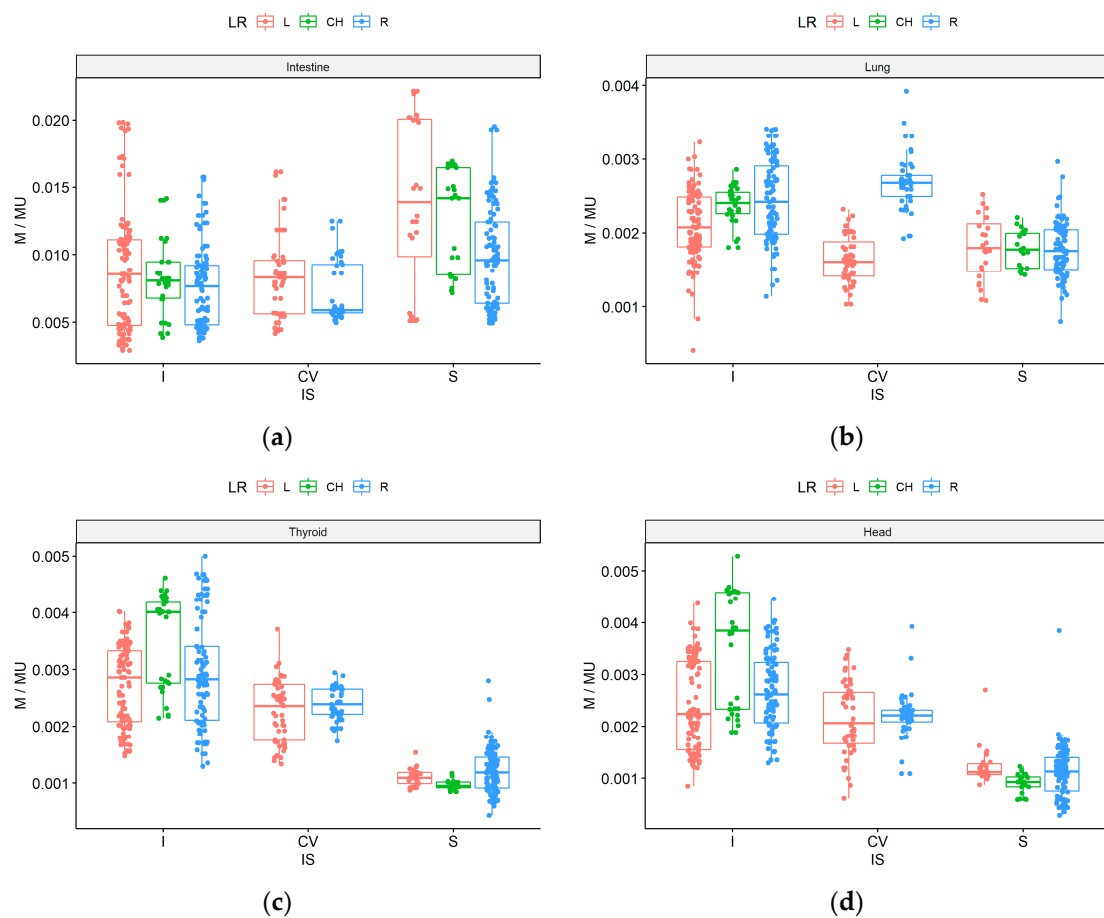 LR L CH R
Intestine
M / MU
0.020
0.015
0.010
0.005
I CV S
IS
(a)
LR L CH R
Lung
M / MU
0.004
0.003
0.002
0.001
I CV S
IS
(b)
LR L CH R
Thyroid
M / MU
0.005
0.004
0.003
0.002
0.001
I CV S
IS
(c)
LR L CH R
Head
M / MU
0.005
0.004
0.003
0.002
0.001
I CV S
IS
(d)